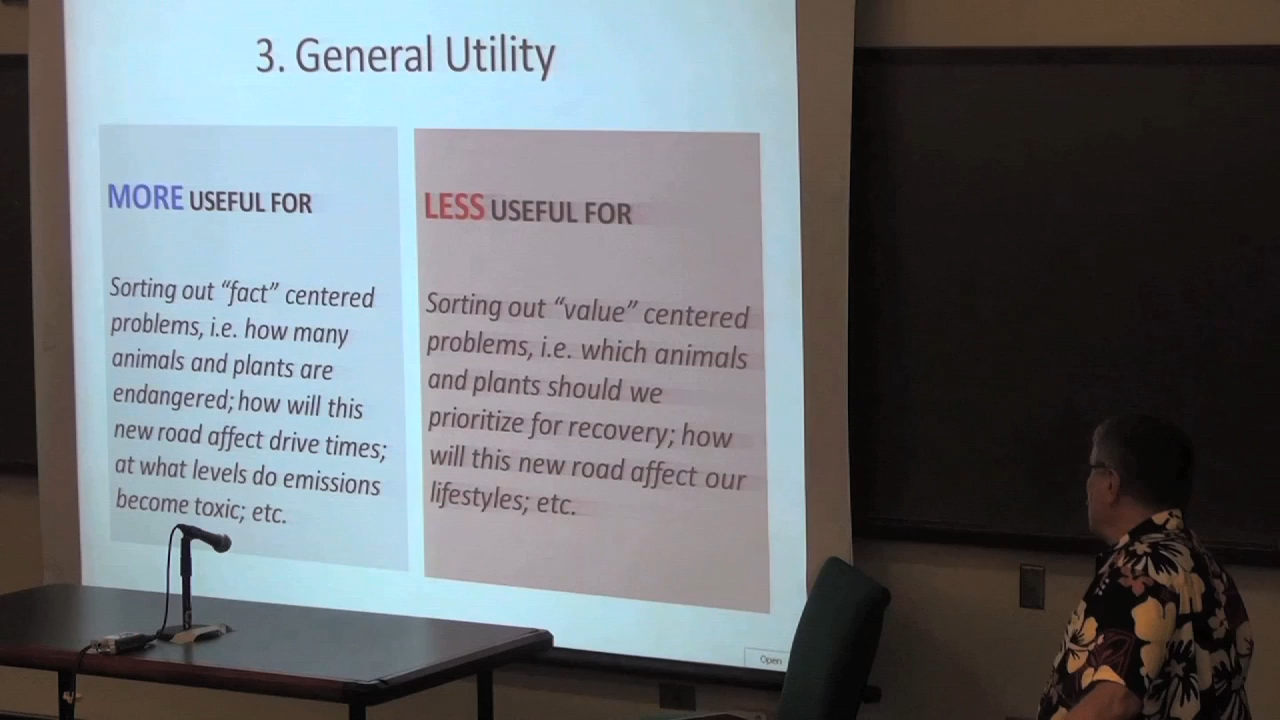 3. General Utility
MORE USEFUL FOR
Sorting out “fact” centered
problems, i.e. how many
animals and plants are
endangered; how will this
new road affect drive times;
at what levels do emissions
become toxic; etc.
LESS USEFUL FOR
Sorting out “value” centered
problems, i.e. which animals
and plants should we
prioritize for recovery; how
will this new road affect our
lifestyles; etc.
Open